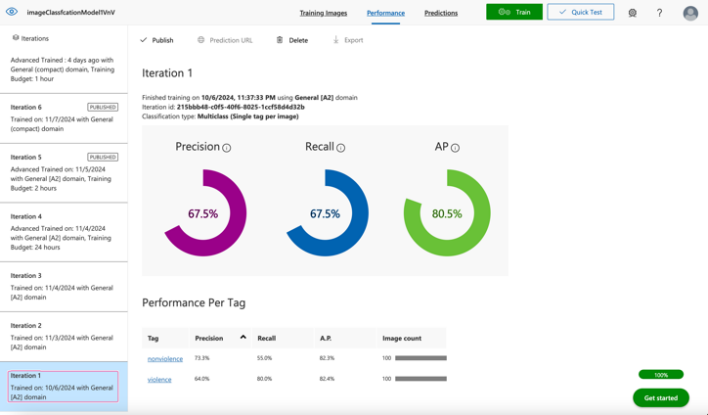 imageClassfcationModel1VnV
Training Images
Performance
Predictions
Train
Quick Test
?
Iterations
Advanced Trained : 4 days ago with
General (compact) domain, Training
Budget: 1 hour
Iteration 6
PUBLISHED
Trained on: 11/7/2024 with General
(compact) domain
Iteration 5
PUBLISHED
Advanced Trained on: 11/5/2024
with General [A2] domain, Training
Budget: 2 hours
Iteration 4
Advanced Trained on: 11/4/2024
with General [A2] domain, Training
Budget: 24 hours
Iteration 3
Trained on: 11/4/2024 with General
[A2] domain
Iteration 2
Trained on: 11/3/2024 with General
[A2] domain
Iteration 1
Trained on: 10/6/2024 with General
[A2] domain
Publish
Prediction URL
Delete
Export
Iteration 1
Finished training on 10/6/2024, 11:37:33 PM using General [A2] domain
Iteration id: 215bbb48-c0f5-40f6-8025-1ccf58d4d32b
Classification type: Multiclass (Single tag per image)
Precision
Recall
AP
67.5%
67.5%
80.5%
Performance Per Tag
Tag Precision Recall A.P. Image count
nonviolence 73.3% 55.0% 82.3% 100
violence 64.0% 80.0% 82.4% 100
100%
Get started